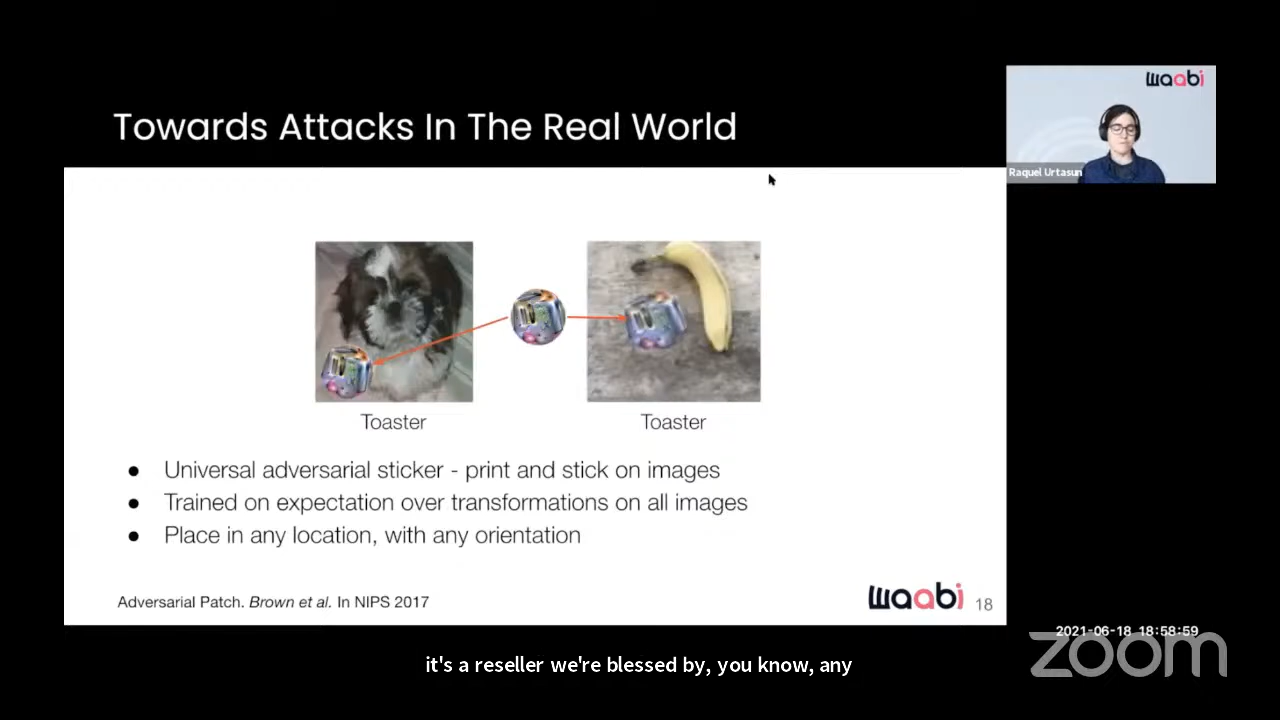 Towards Attacks In The Real World
waabi
Raquel Urtasun
Toaster
Toaster
● Universal adversarial sticker - print and stick on images
● Trained on expectation over transformations on all images
● Place in any location, with any orientation
Adversarial Patch. Brown et al. In NIPS 2017
waabi
18
2021-06-18 18:58:59
zoom
it's a reseller we're blessed by, you know, any